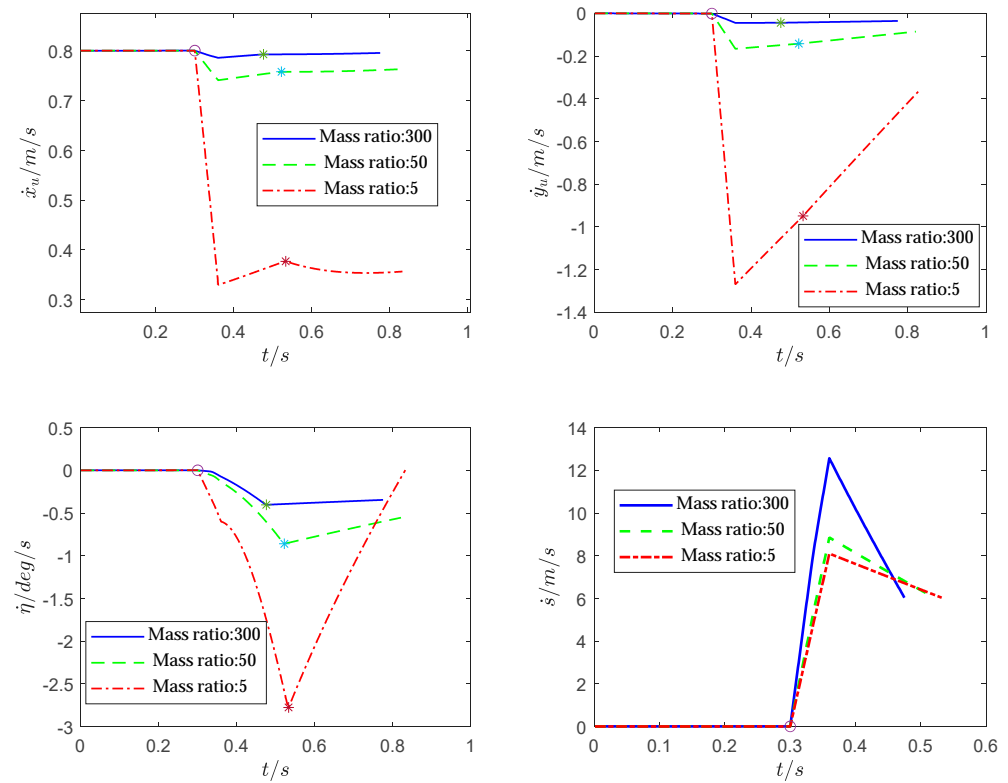 0.8
0.7
0.6
0.5
0.4
0.3
ẋᵤ/m/s
Mass ratio:300
Mass ratio:50
Mass ratio:5
0.2 0.4 0.6 0.8 1
t/s
0
-0.2
-0.4
-0.6
-0.8
-1
-1.2
-1.4
ẏᵤ/m/s
Mass ratio:300
Mass ratio:50
Mass ratio:5
0 0.2 0.4 0.6 0.8 1
t/s
0.5
0
-0.5
-1
-1.5
-2
-2.5
-3
η̇/deg/s
Mass ratio:300
Mass ratio:50
Mass ratio:5
0 0.2 0.4 0.6 0.8 1
t/s
14
12
10
8
6
4
2
0
ṡ/m/s
Mass ratio:300
Mass ratio:50
Mass ratio:5
0 0.1 0.2 0.3 0.4 0.5 0.6
t/s